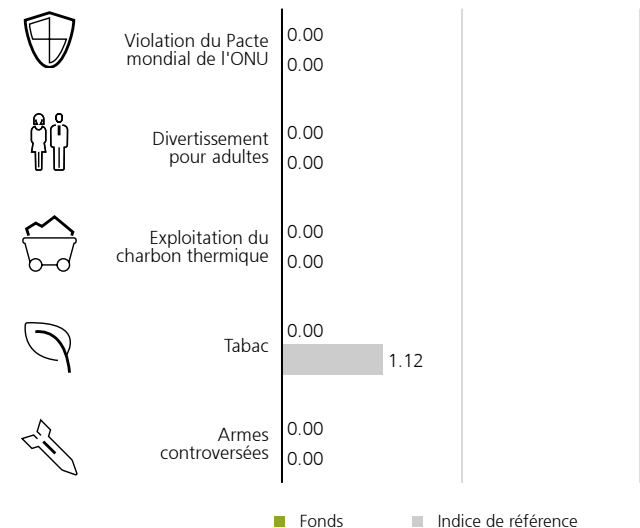 Violation du Pacte
mondial de l'ONU
0.00
0.00
Divertissement
pour adultes
0.00
0.00
Exploitation du
charbon thermique
0.00
0.00
Tabac
0.00
1.12
Armes
controversées
0.00
0.00
Fonds
Indice de référence